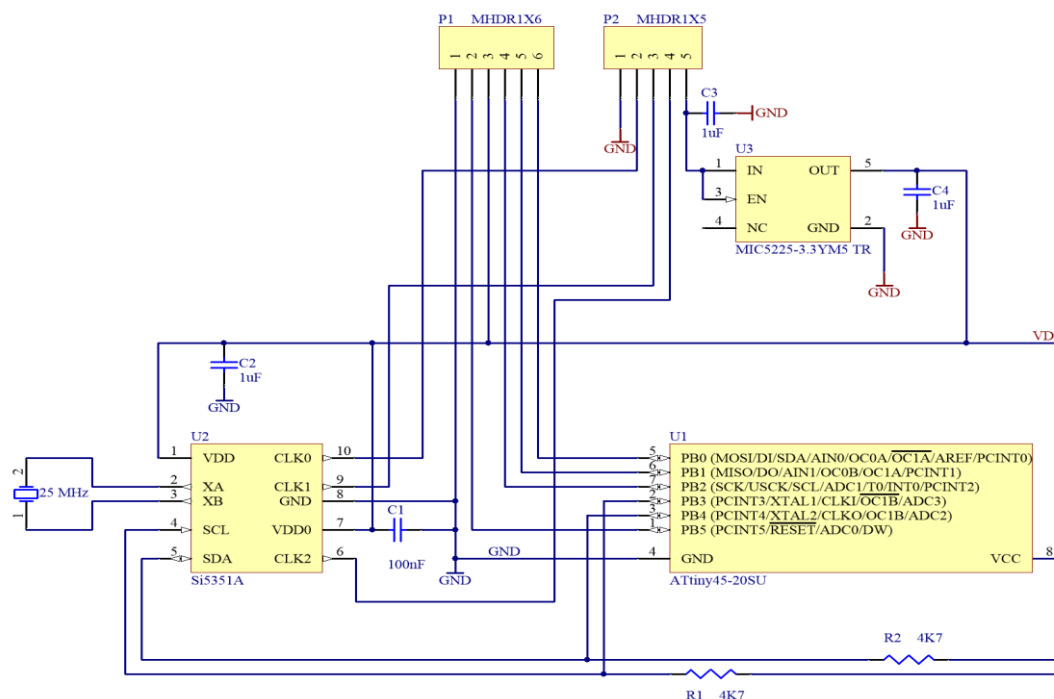 P1 MHDR1X6
1 2 3 4 5 6
P2 MHDR1X5
1 2 3 4 5
C3
1uF
GND
GND
U3
1 IN OUT 5
3 EN
4 NC GND 2
MIC5225-3.3YM5 TR
C4
1uF
GND
GND
VD
C2
1uF
GND
U2
1 VDD CLK0 10
2 XA CLK1 9
3 XB GND 8
4 SCL VDD0 7
5 SDA CLK2 6
Si5351A
2
25 MHz
1
C1
100nF
GND
GND
U1
5 PB0 (MOSI/DI/SDA/AIN0/OC0A/OC1A/AREF/PCINT0)
6 PB1 (MISO/DO/AIN1/OC0B/OC1A/PCINT1)
7 PB2 (SCK/USCK/SCL/ADC1/T0/INT0/PCINT2)
2 PB3 (PCINT3/XTAL1/CLKI/OC1B/ADC3)
3 PB4 (PCINT4/XTAL2/CLKO/OC1B/ADC2)
1 PB5 (PCINT5/RESET/ADC0/DW)
4 GND VCC 8
ATtiny45-20SU
R2 4K7
R1 4K7